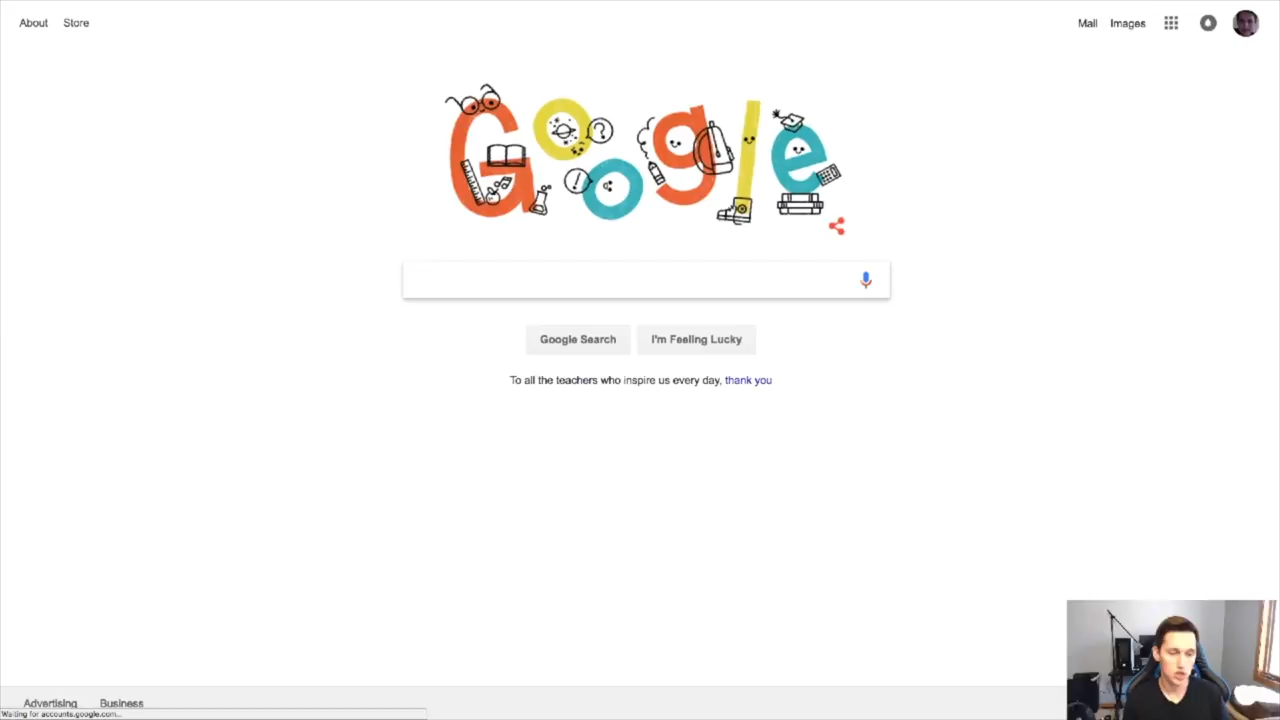 About Store
Mail Images
Google
Google Search I'm Feeling Lucky
To all the teachers who inspire us every day, thank you
Advertising Business
Waiting for accounts.google.com...